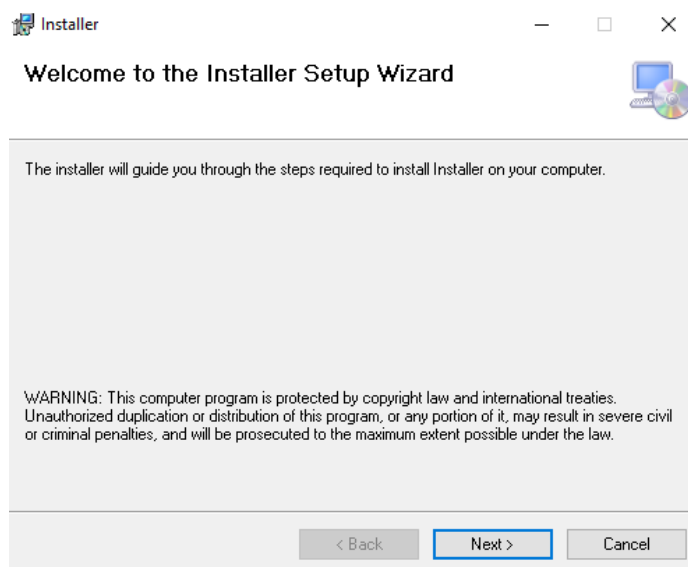 Installer
Welcome to the Installer Setup Wizard
The installer will guide you through the steps required to install Installer on your computer.
WARNING: This computer program is protected by copyright law and international treaties.
Unauthorized duplication or distribution of this program, or any portion of it, may result in severe civil
or criminal penalties, and will be prosecuted to the maximum extent possible under the law.
< Back
Next >
Cancel